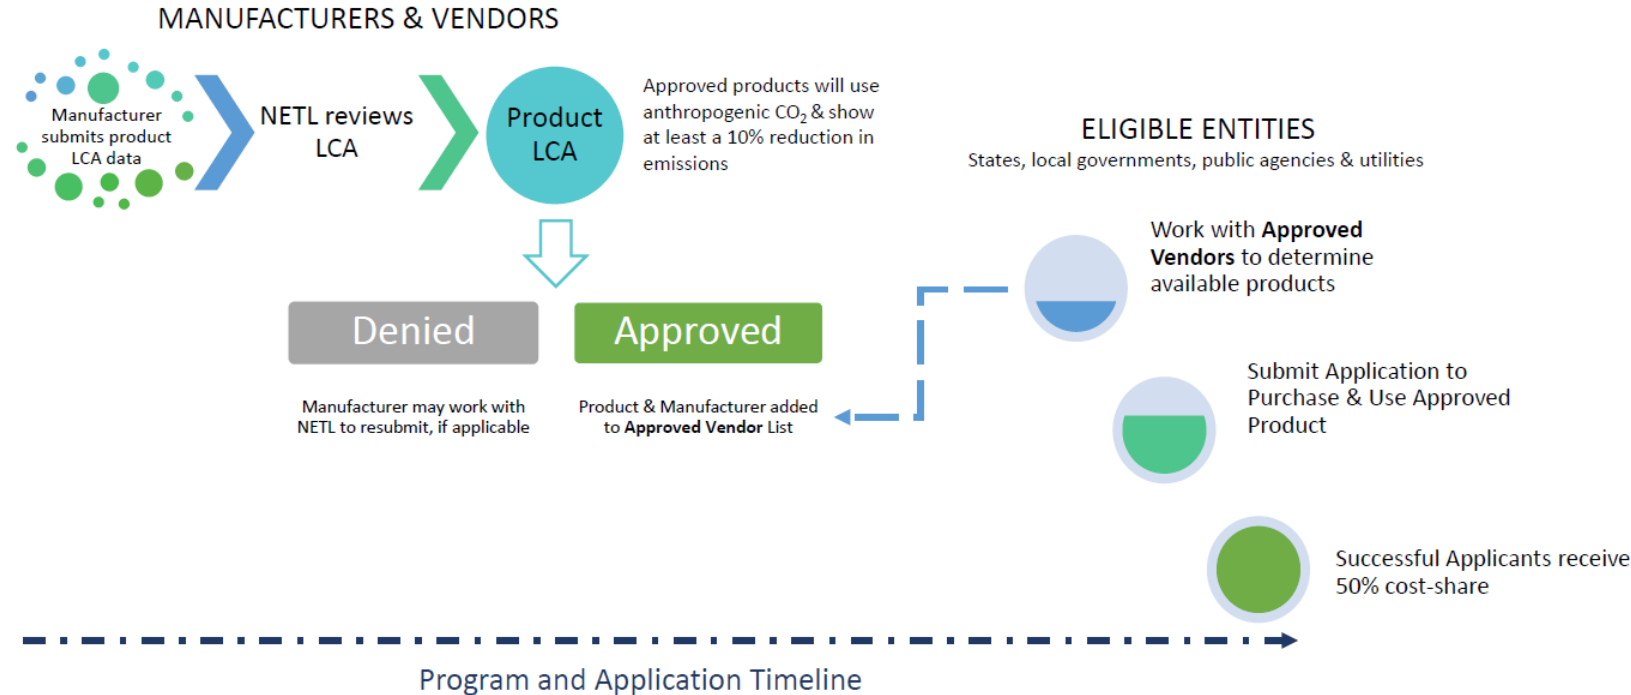 MANUFACTURERS & VENDORS
Manufacturer
submits product
LCA data
NETL reviews
LCA
Product
LCA
Approved products will use
anthropogenic CO₂ & show
at least a 10% reduction in
emissions
Denied
Approved
Manufacturer may work with
NETL to resubmit, if applicable
Product & Manufacturer added
to Approved Vendor List
ELIGIBLE ENTITIES
States, local governments, public agencies & utilities
Work with Approved
Vendors to determine
available products
Submit Application to
Purchase & Use Approved
Product
Successful Applicants receive
50% cost-share
Program and Application Timeline